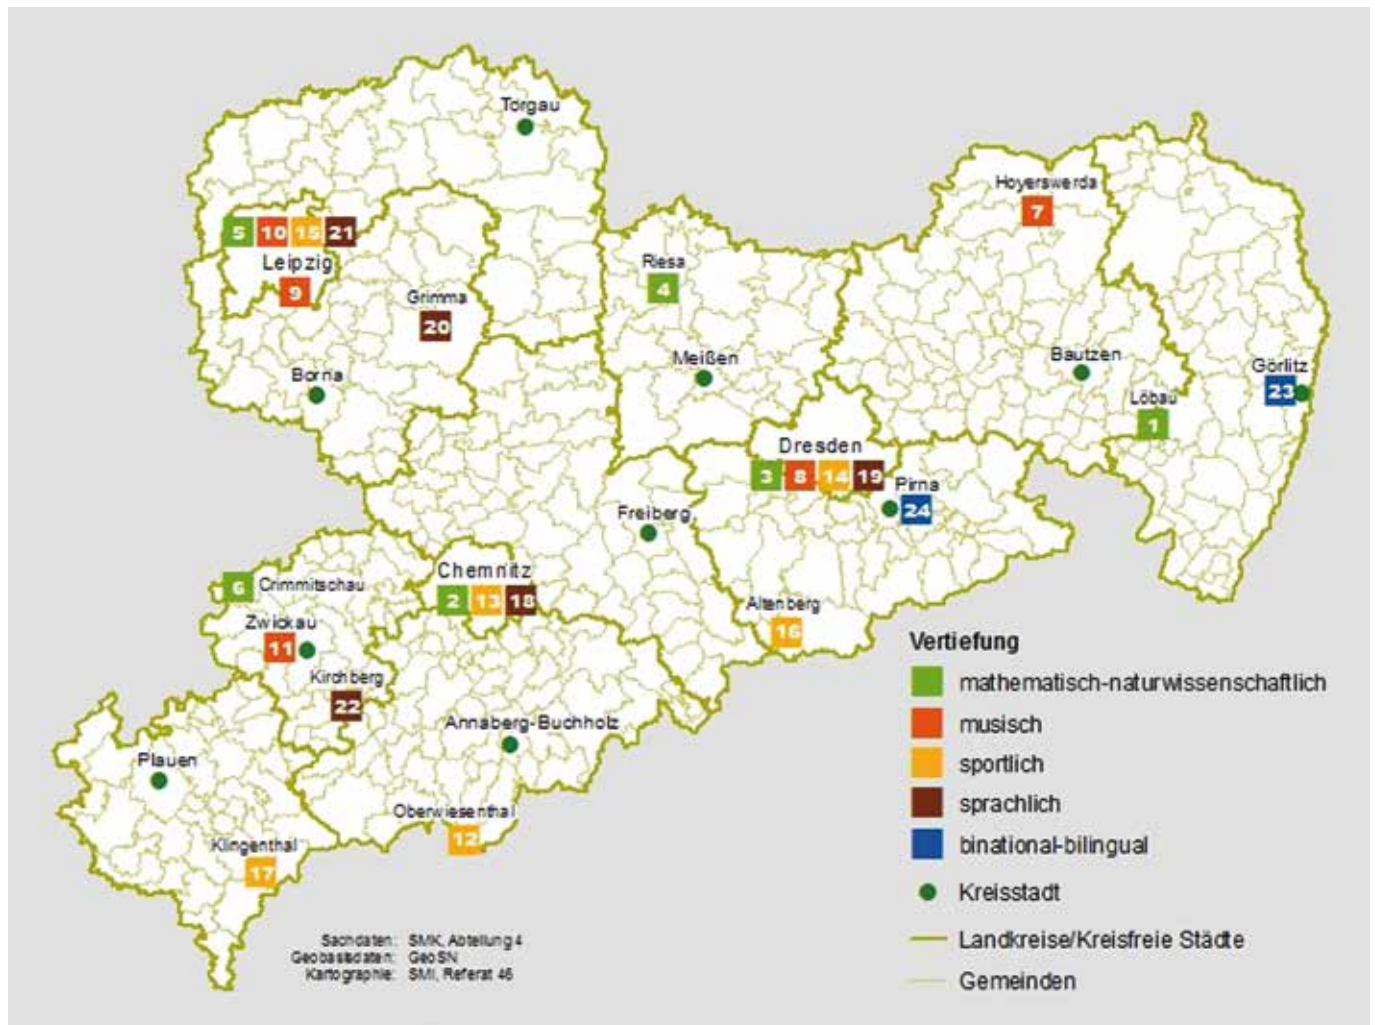 Torgau
Hoyerswerda
7
5 10 15 21
Leipzig
9
Riesa
4
Grimma
20
Meißen
Bautzen
Görlitz
23
Borna
Löbau
1
Dresden
3 8 14 19
Pirna
24
Freiberg
Chemnitz
2 13 18
6 Crimmitschau
Zwickau
11
Altenberg
16
Kirchberg
22
Annaberg-Buchholz
Plauen
Oberwiesenthal
12
Klingenthal
17
Vertiefung
mathematisch-naturwissenschaftlich
musisch
sportlich
sprachlich
binational-bilingual
Kreisstadt
Landkreise/Kreisfreie Städte
Gemeinden
Sachdaten: SMK, Abteilung 4
Geobasisdaten: GeoSN
Kartographie: SMI, Referat 46